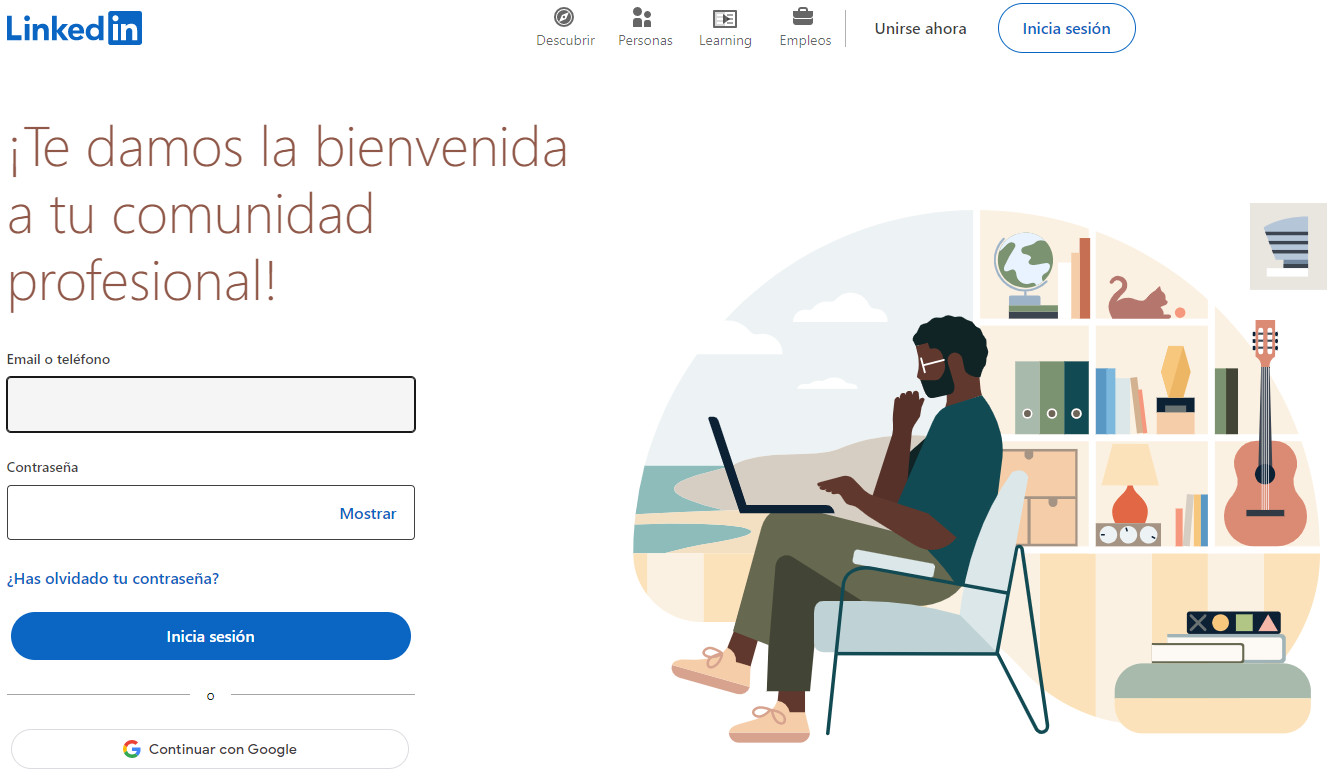 LinkedIn
Descubrir
Personas
Learning
Empleos
Unirse ahora
Inicia sesión
¡Te damos la bienvenida
a tu comunidad
profesional!
Email o teléfono
Contraseña
Mostrar
¿Has olvidado tu contraseña?
Inicia sesión
o
Continuar con Google